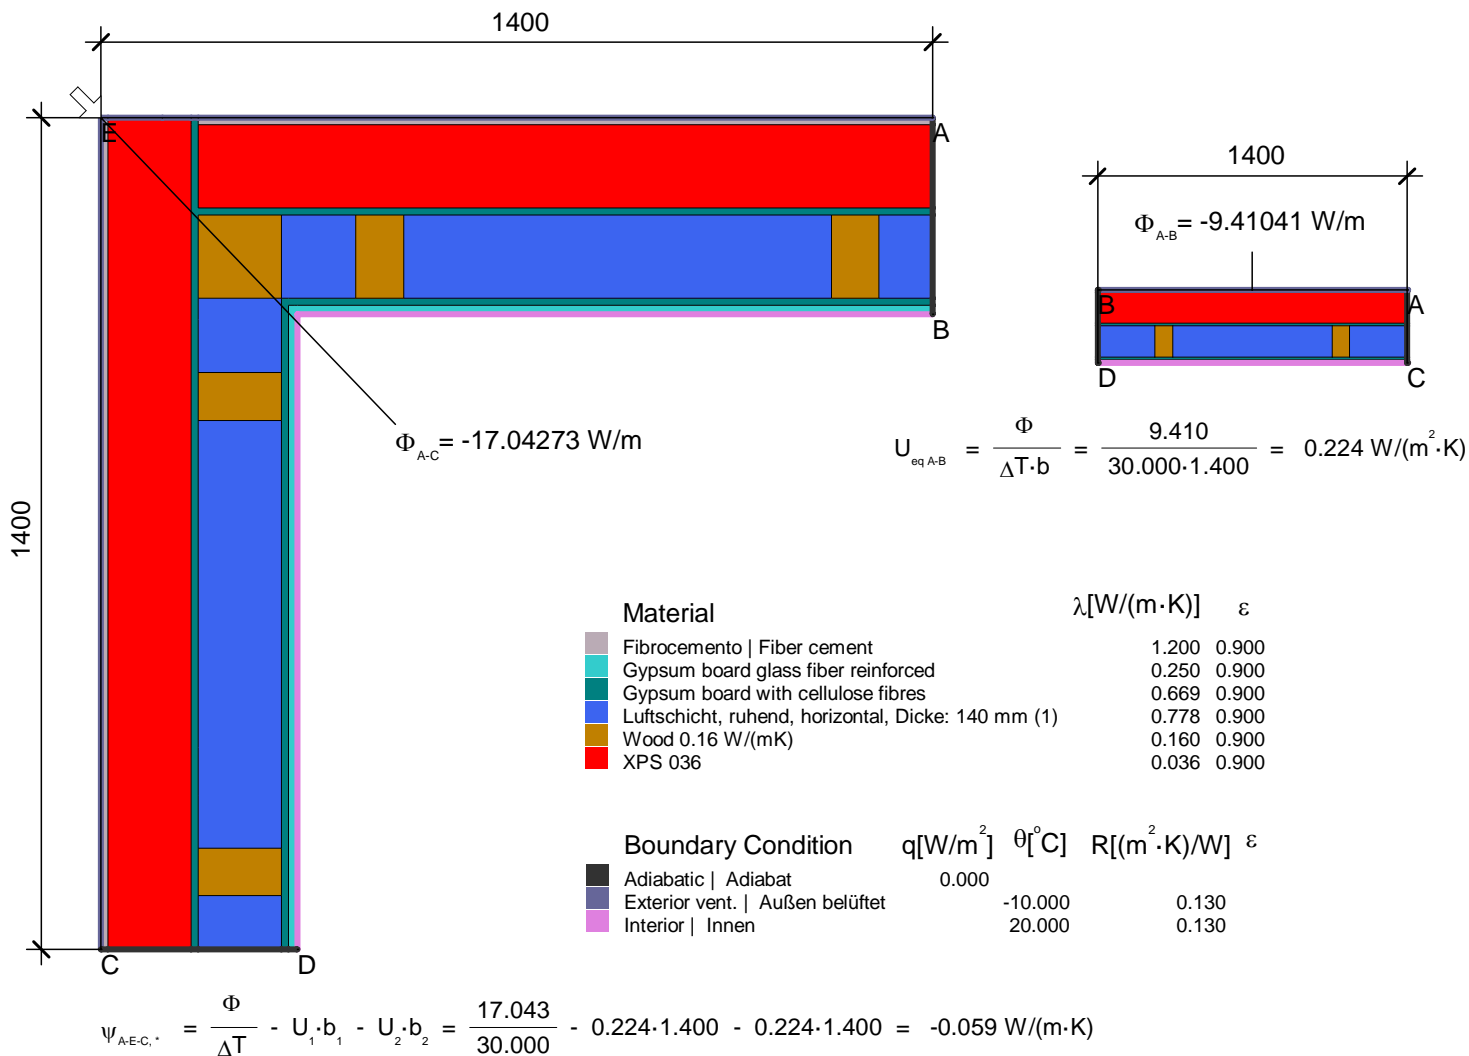 1400
E
A
B
C
D
1400
Φ_A-C = -17.04273 W/m
1400
Φ_A-B = -9.41041 W/m
B
A
D
C
U_eq A-B = Φ / ΔT·b = 9.410 / 30.000·1.400 = 0.224 W/(m²·K)
Material λ[W/(m·K)] ε
Fibrocemento | Fiber cement 1.200 0.900
Gypsum board glass fiber reinforced 0.250 0.900
Gypsum board with cellulose fibres 0.669 0.900
Luftschicht, ruhend, horizontal, Dicke: 140 mm (1) 0.778 0.900
Wood 0.16 W/(mK) 0.160 0.900
XPS 036 0.036 0.900
Boundary Condition q[W/m²] θ[°C] R[(m²·K)/W] ε
Adiabatic | Adiabat 0.000
Exterior vent. | Außen belüftet -10.000 0.130
Interior | Innen 20.000 0.130
ψ_A-E-C,* = Φ / ΔT - U₁·b₁ - U₂·b₂ = 17.043 / 30.000 - 0.224·1.400 - 0.224·1.400 = -0.059 W/(m·K)